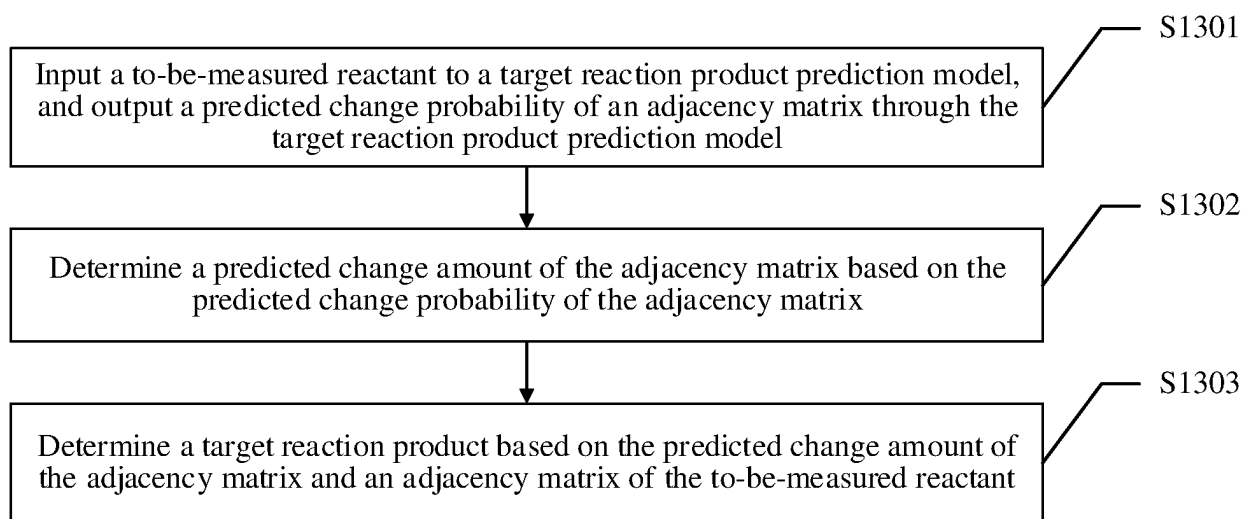 S1301
Input a to-be-measured reactant to a target reaction product prediction model,
and output a predicted change probability of an adjacency matrix through the
target reaction product prediction model
S1302
Determine a predicted change amount of the adjacency matrix based on the
predicted change probability of the adjacency matrix
S1303
Determine a target reaction product based on the predicted change amount of
the adjacency matrix and an adjacency matrix of the to-be-measured reactant